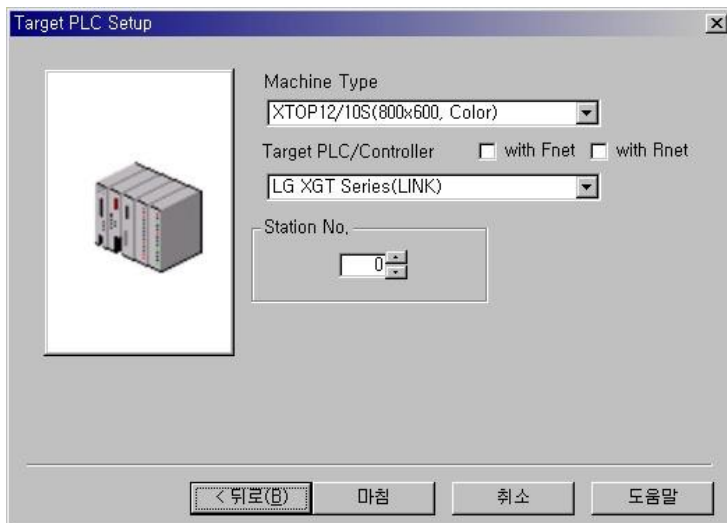 Target PLC Setup
Machine Type
XTOP12/10S(800x600, Color)
Target PLC/Controller with Fnet with Rnet
LG XGT Series(LINK)
Station No.
0
< 뒤로(B) 마침 취소 도움말